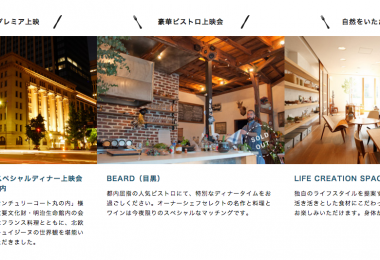 プレミア上映
豪華ビストロ上映会
自然をいた
SOLD
OUT
スペシャルディナー上映会
内
BEARD（目黒）
LIFE CREATION SPAC
ンチュリーコート丸の内」様
文化財・明治生命館内の会
フランス料理とともに、北欧
ュイジーヌの世界観を堪能い
だきました。
都内屈指の人気ビストロにて、特別なディナータイムをお
過ごしください。オーナーシェフセレクトの名作と料理と
ワインは今夜限りのスペシャルなマッチングです。
独自のライフスタイルを提案す
活き活きとした食材にこだわっ
お楽しみいただけます。身体か